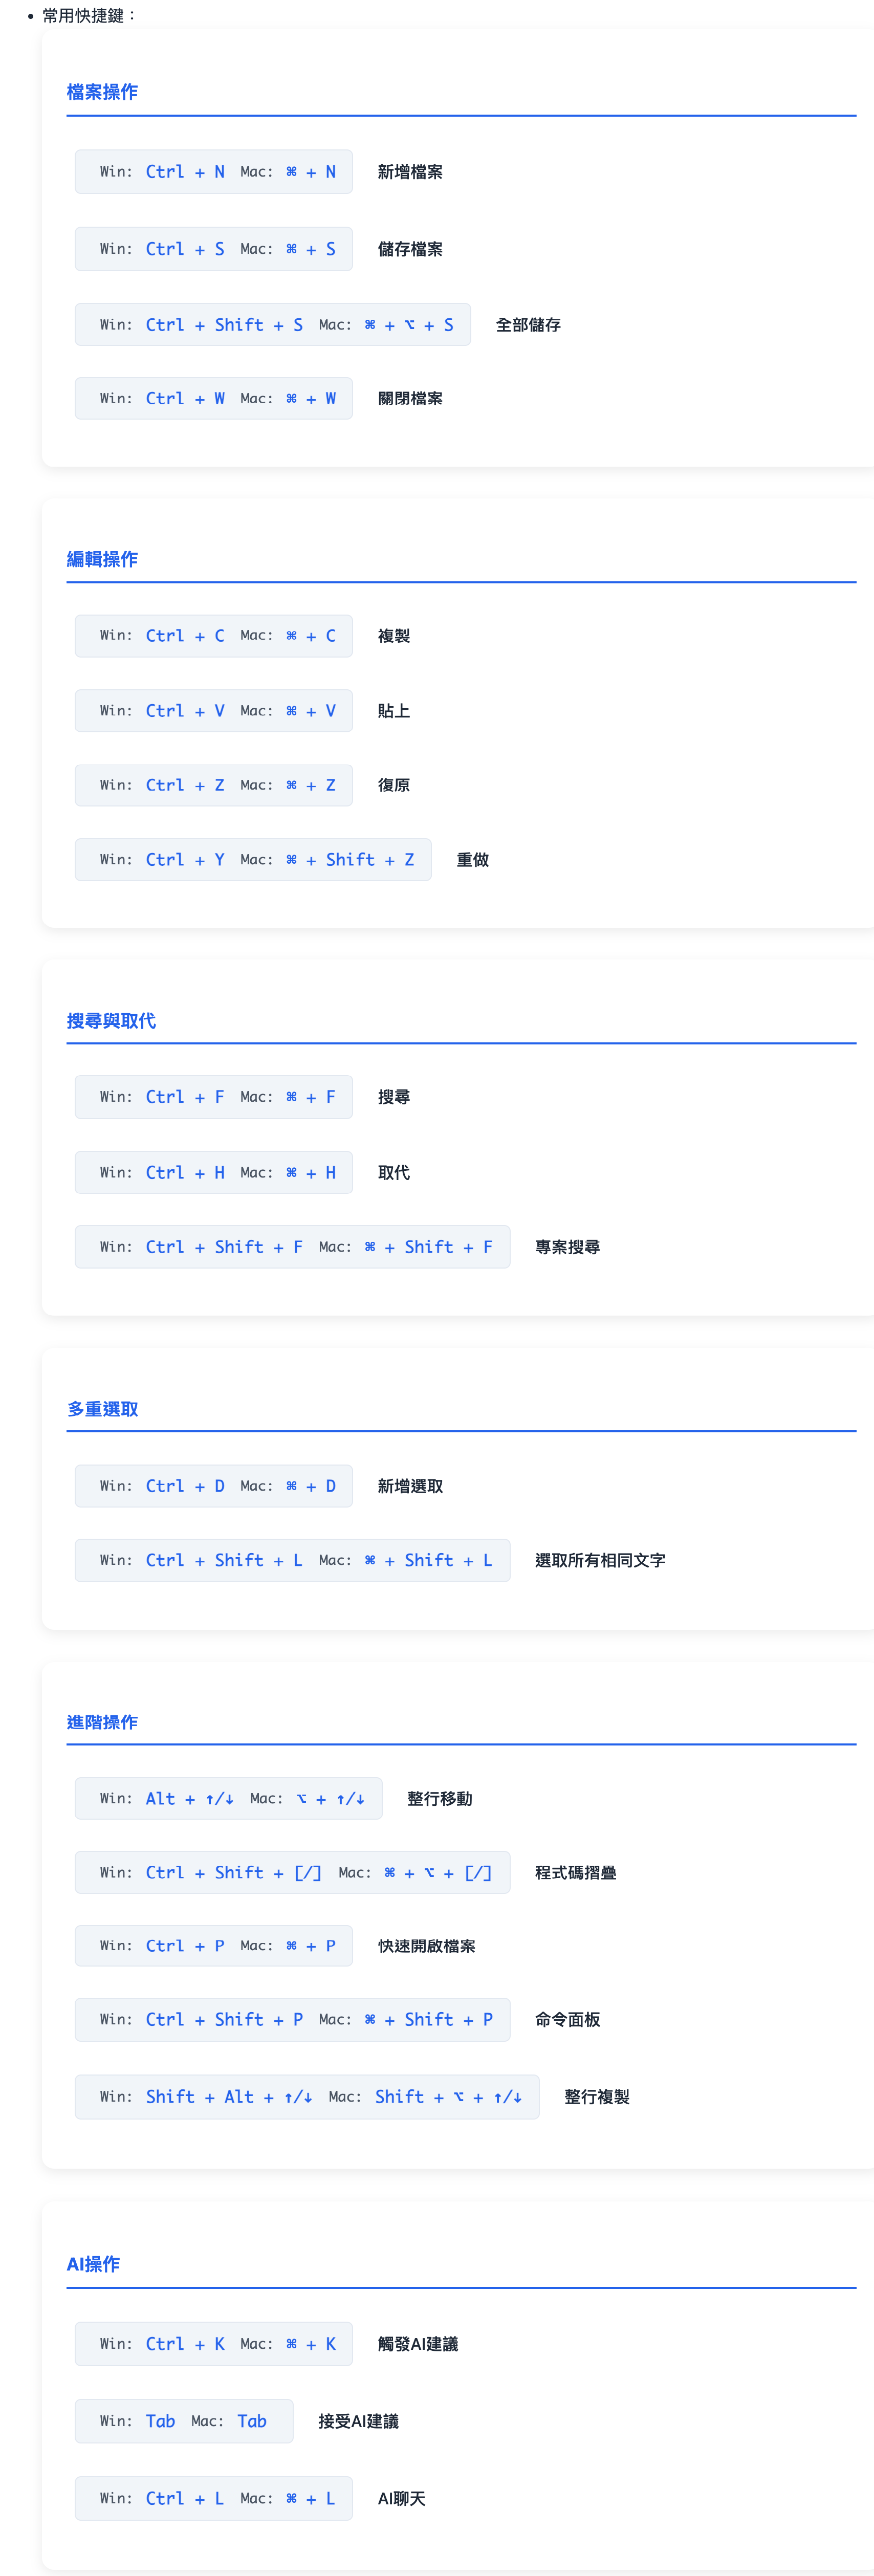 • 常用快捷鍵：
檔案操作
Win: Ctrl + N Mac: ⌘ + N 新增檔案
Win: Ctrl + S Mac: ⌘ + S 儲存檔案
Win: Ctrl + Shift + S Mac: ⌘ + ⌥ + S 全部儲存
Win: Ctrl + W Mac: ⌘ + W 關閉檔案
編輯操作
Win: Ctrl + C Mac: ⌘ + C 複製
Win: Ctrl + V Mac: ⌘ + V 貼上
Win: Ctrl + Z Mac: ⌘ + Z 復原
Win: Ctrl + Y Mac: ⌘ + Shift + Z 重做
搜尋與取代
Win: Ctrl + F Mac: ⌘ + F 搜尋
Win: Ctrl + H Mac: ⌘ + H 取代
Win: Ctrl + Shift + F Mac: ⌘ + Shift + F 專案搜尋
多重選取
Win: Ctrl + D Mac: ⌘ + D 新增選取
Win: Ctrl + Shift + L Mac: ⌘ + Shift + L 選取所有相同文字
進階操作
Win: Alt + ↑/↓ Mac: ⌥ + ↑/↓ 整行移動
Win: Ctrl + Shift + [/] Mac: ⌘ + ⌥ + [/] 程式碼摺疊
Win: Ctrl + P Mac: ⌘ + P 快速開啟檔案
Win: Ctrl + Shift + P Mac: ⌘ + Shift + P 命令面板
Win: Shift + Alt + ↑/↓ Mac: Shift + ⌥ + ↑/↓ 整行複製
AI操作
Win: Ctrl + K Mac: ⌘ + K 觸發AI建議
Win: Tab Mac: Tab 接受AI建議
Win: Ctrl + L Mac: ⌘ + L AI聊天